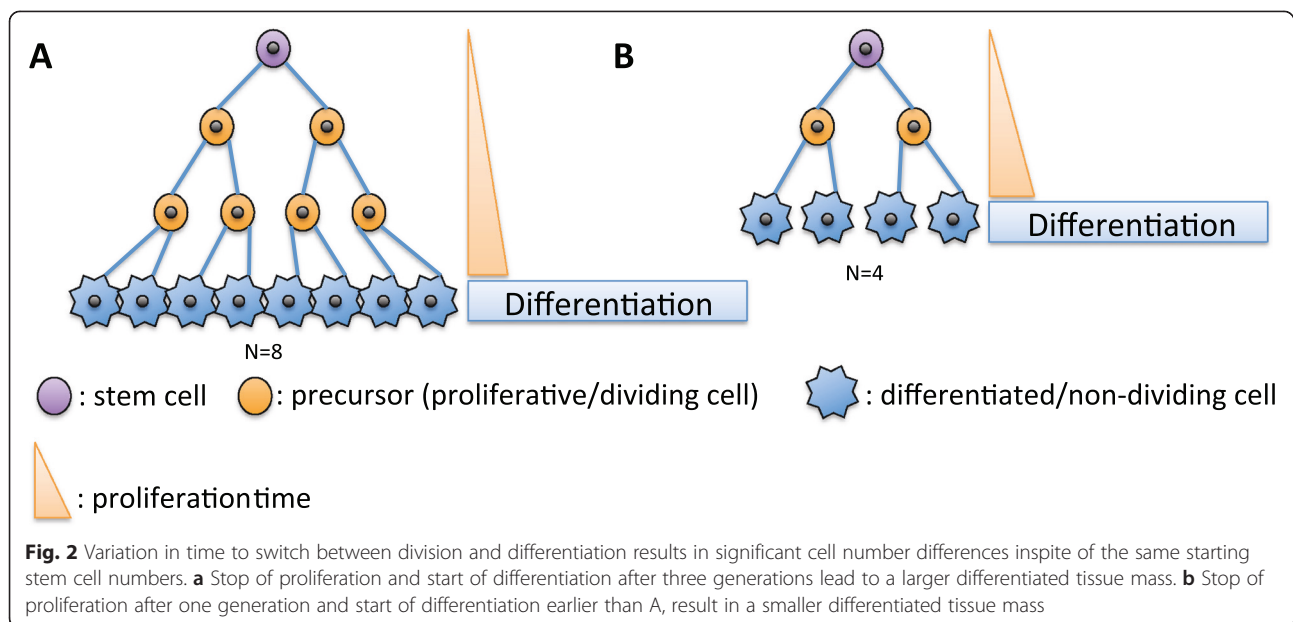 A
B
Differentiation
Differentiation
N=4
N=8
: stem cell
: precursor (proliferative/dividing cell)
: differentiated/non-dividing cell
: proliferation time
Fig. 2 Variation in time to switch between division and differentiation results in significant cell number differences inspite of the same starting
stem cell numbers. a Stop of proliferation and start of differentiation after three generations lead to a larger differentiated tissue mass. b Stop of
proliferation after one generation and start of differentiation earlier than A, result in a smaller differentiated tissue mass